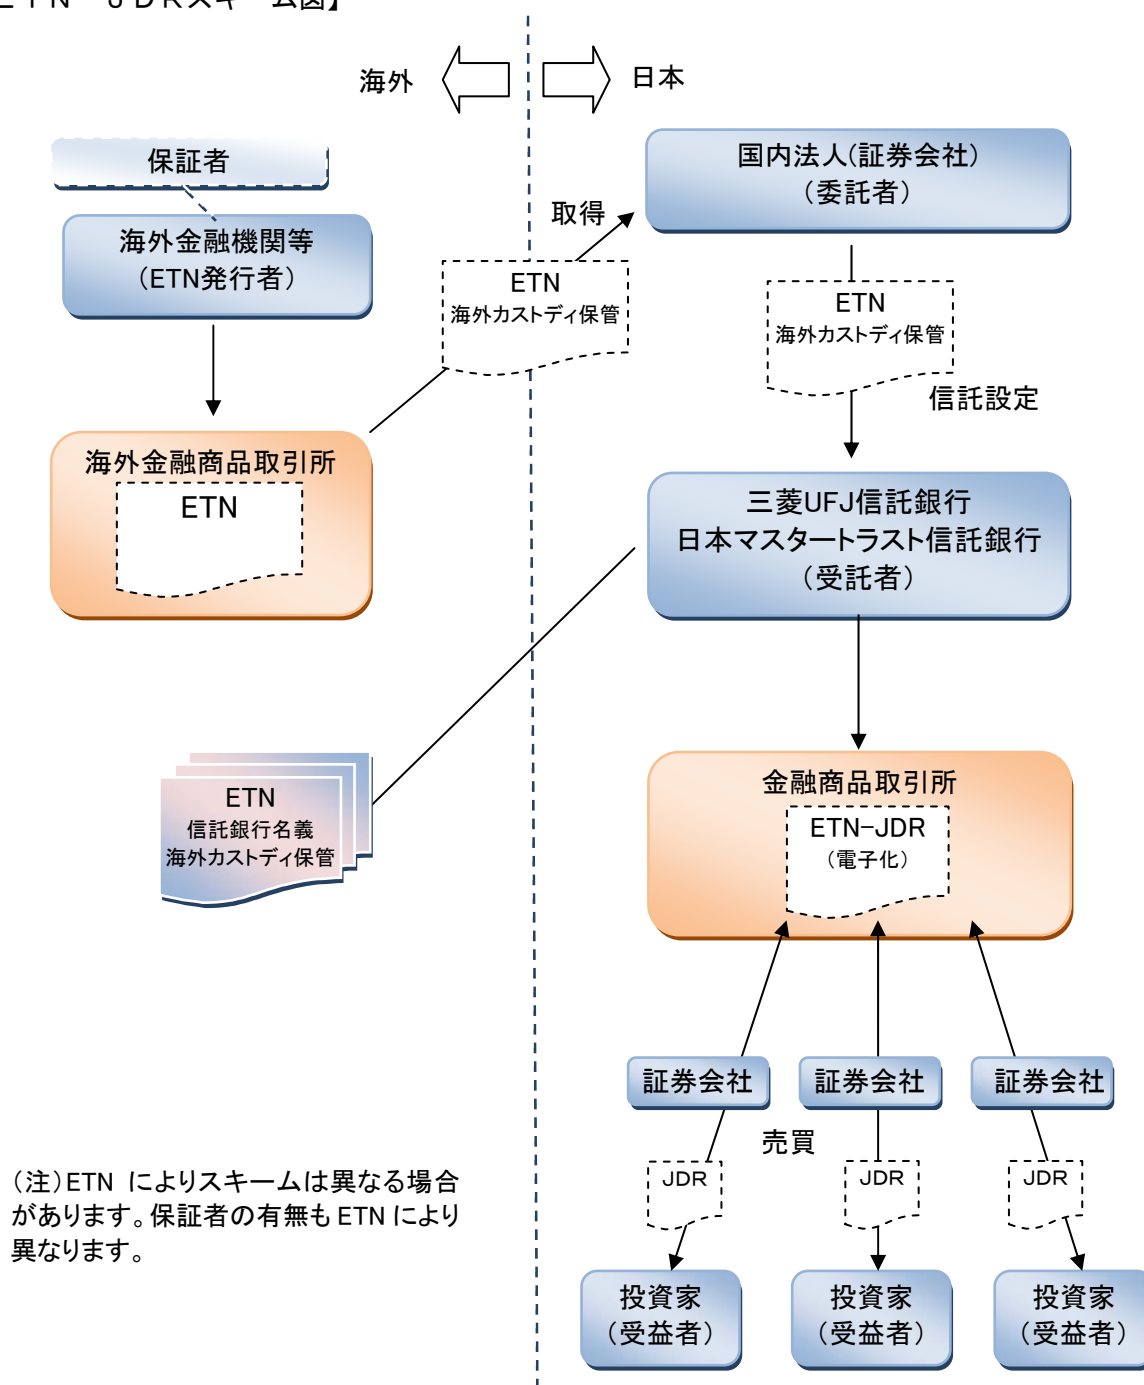 ETN-JDRスキーム図】
海外
日本
保証者
海外金融機関等
(ETN発行者)
国内法人(証券会社)
(委託者)
取得
ETN
海外カストディ保管
ETN
海外カストディ保管
信託設定
海外金融商品取引所
ETN
三菱UFJ信託銀行
日本マスタートラスト信託銀行
(受託者)
ETN
信託銀行名義
海外カストディ保管
金融商品取引所
ETN-JDR
(電子化)
証券会社
証券会社
証券会社
売買
JDR
JDR
JDR
(注)ETN によりスキームは異なる場合
があります。保証者の有無も ETN により
異なります。
投資家
(受益者)
投資家
(受益者)
投資家
(受益者)